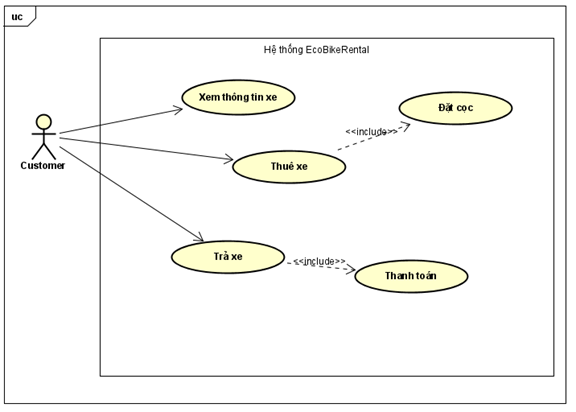 uc
Hệ thống EcoBikeRental
Xem thông tin xe
Đặt cọc
<<include>>
Customer
Thuê xe
Trả xe
<<include>>
Thanh toán